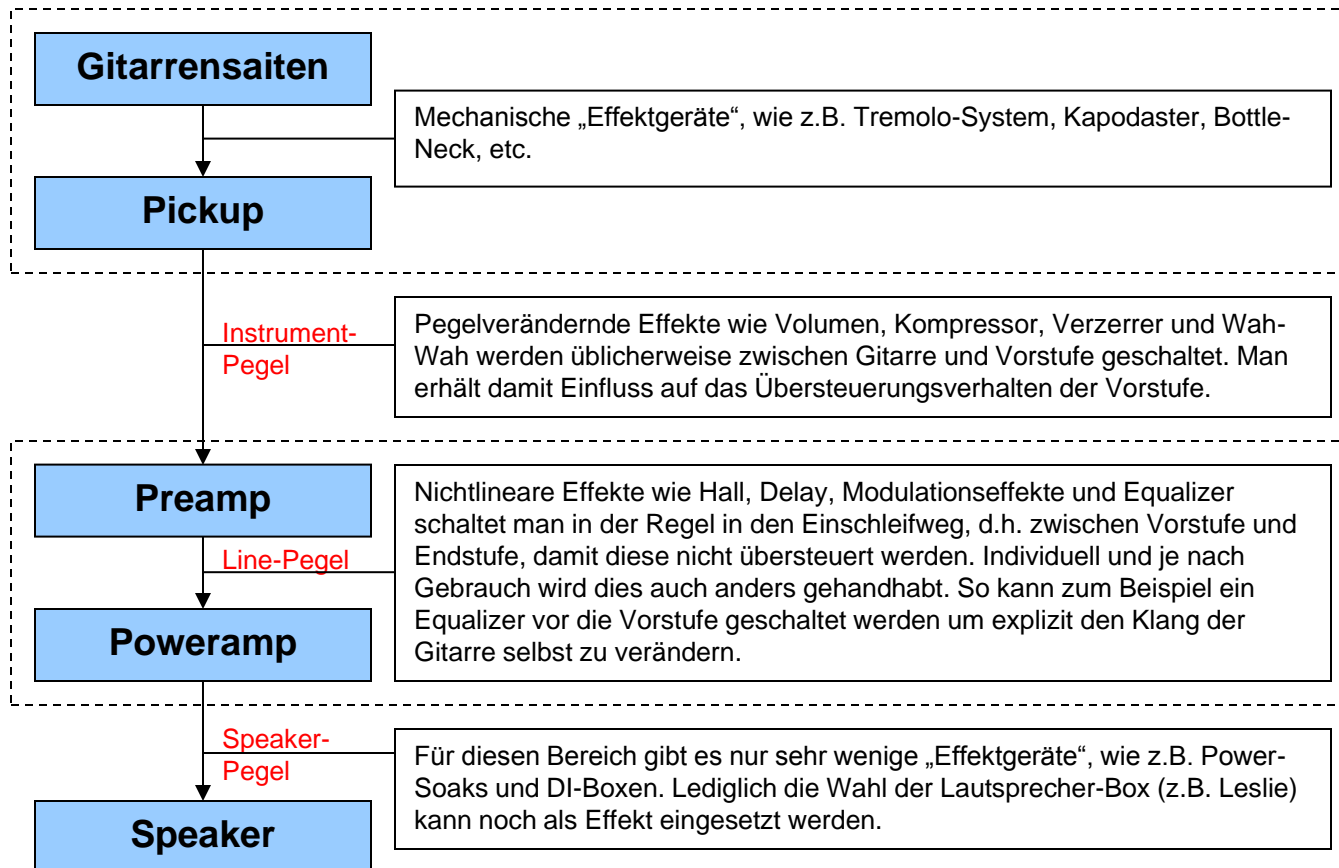 Gitarrensaiten
Mechanische „Effektgeräte“, wie z.B. Tremolo-System, Kapodaster, Bottle-
Neck, etc.
Pickup
Instrument-
Pegel
Pegelverändernde Effekte wie Volumen, Kompressor, Verzerrer und Wah-
Wah werden üblicherweise zwischen Gitarre und Vorstufe geschaltet. Man
erhält damit Einfluss auf das Übersteuerungsverhalten der Vorstufe.
Preamp
Line-Pegel
Nichtlineare Effekte wie Hall, Delay, Modulationseffekte und Equalizer
schaltet man in der Regel in den Einschleifweg, d.h. zwischen Vorstufe und
Endstufe, damit diese nicht übersteuert werden. Individuell und je nach
Gebrauch wird dies auch anders gehandhabt. So kann zum Beispiel ein
Equalizer vor die Vorstufe geschaltet werden um explizit den Klang der
Gitarre selbst zu verändern.
Poweramp
Speaker-
Pegel
Für diesen Bereich gibt es nur sehr wenige „Effektgeräte“, wie z.B. Power-
Soaks und DI-Boxen. Lediglich die Wahl der Lautsprecher-Box (z.B. Leslie)
kann noch als Effekt eingesetzt werden.
Speaker